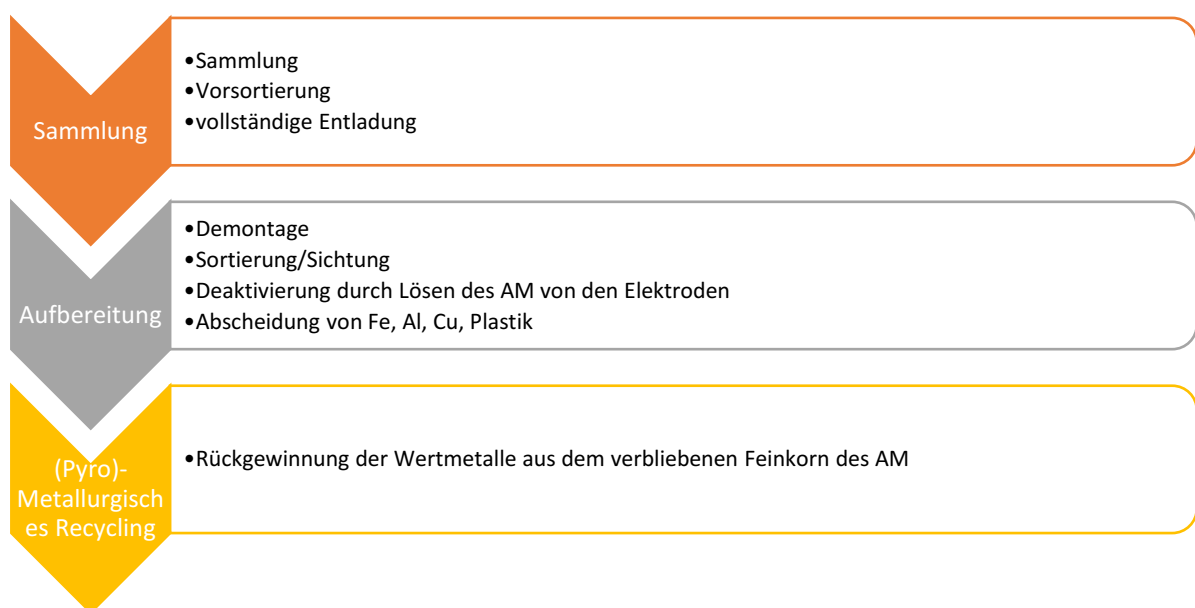 Sammlung
•Sammlung
•Vorsortierung
•vollständige Entladung
Aufbereitung
•Demontage
•Sortierung/Sichtung
•Deaktivierung durch Lösen des AM von den Elektroden
•Abscheidung von Fe, Al, Cu, Plastik
(Pyro)-
Metallurgisch
es Recycling
•Rückgewinnung der Wertmetalle aus dem verbliebenen Feinkorn des AM